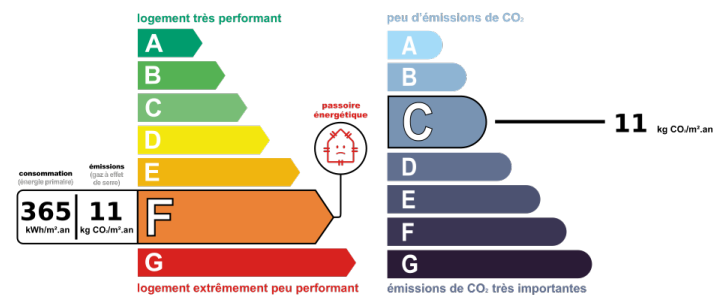 logement très performant
A
B
C
D
E
passoire
énergétique
consommation
(énergie primaire)
émissions
(gaz à effet
de serre)
365
kWh/m².an
11
kg CO₂/m².an
F
G
logement extrêmement peu performant
peu d'émissions de CO₂
A
B
C
11 kg CO₂/m².an
D
E
F
G
émissions de CO₂ très importantes